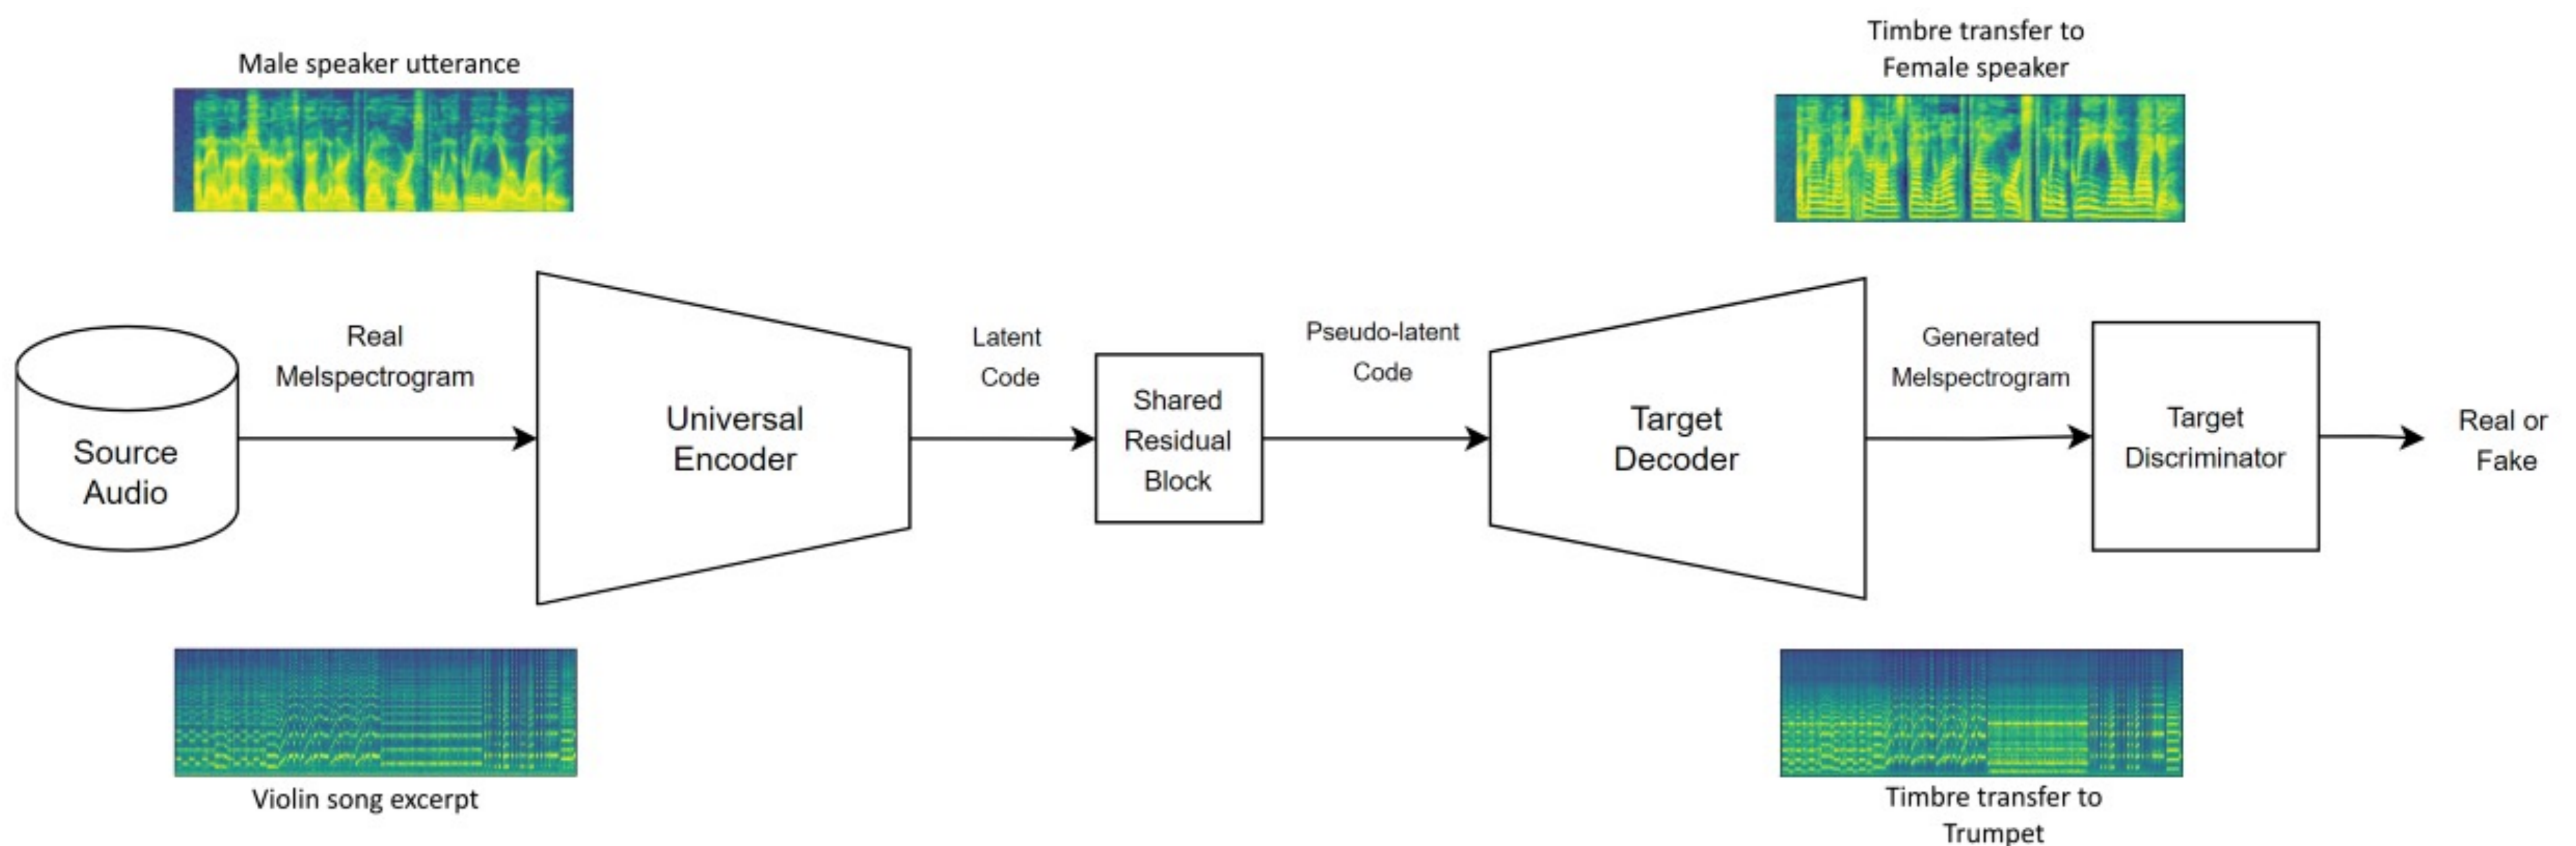 Male speaker utterance
Timbre transfer to
Female speaker
Source
Audio
Real
Melspectrogram
Universal
Encoder
Latent
Code
Shared
Residual
Block
Pseudo-latent
Code
Target
Decoder
Generated
Melspectrogram
Target
Discriminator
Real or
Fake
Violin song excerpt
Timbre transfer to
Trumpet